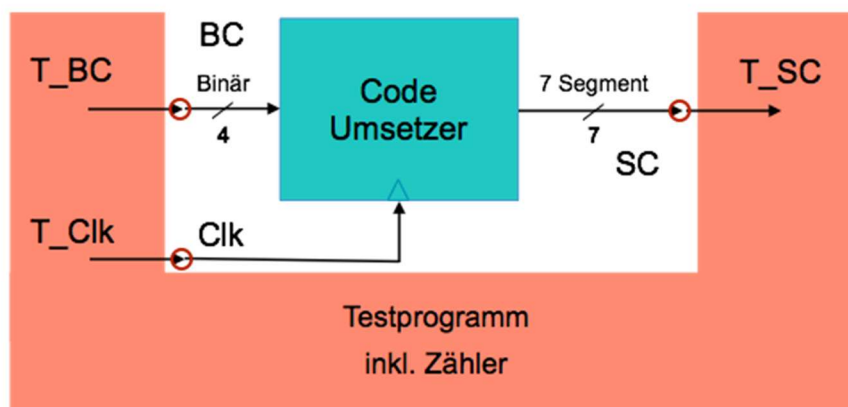 BC
T_BC
Binär
4
Code
Umsetzer
7 Segment
7
T_SC
SC
T_Clk
Clk
Testprogramm
inkl. Zähler